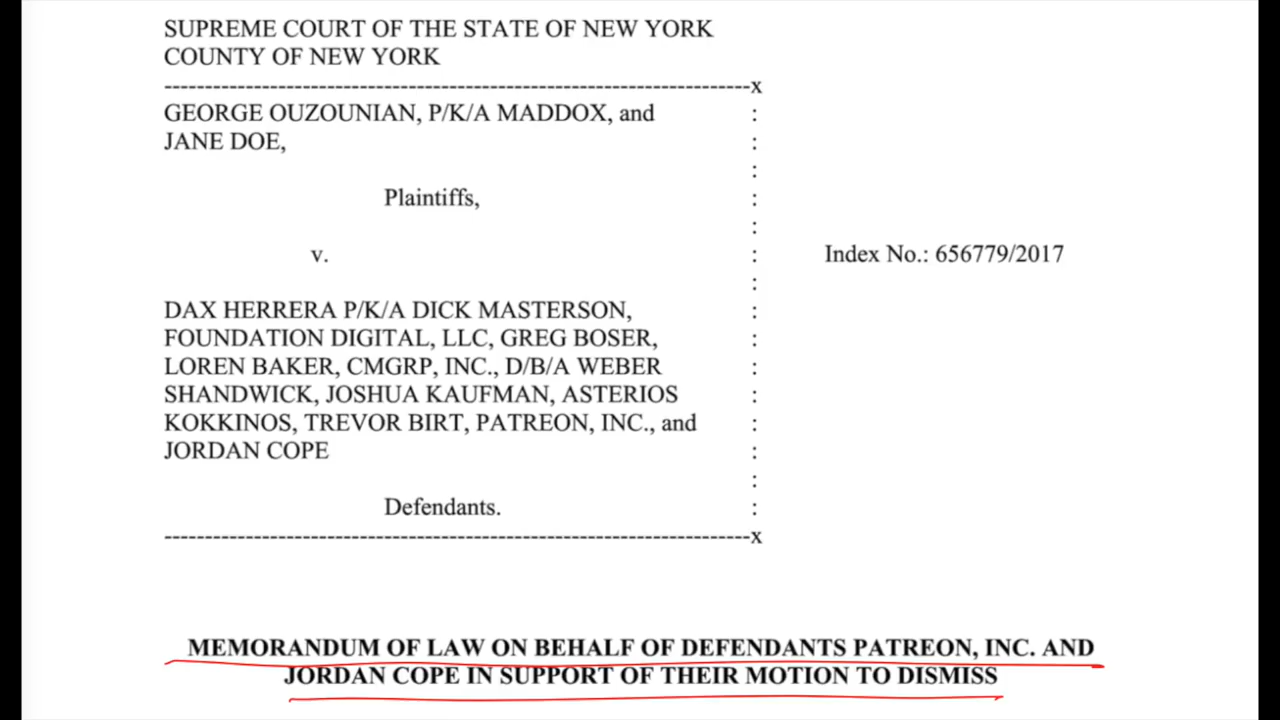 SUPREME COURT OF THE STATE OF NEW YORK
COUNTY OF NEW YORK
------------------------------------------------------------------------x
GEORGE OUZOUNIAN, P/K/A MADDOX, and :
JANE DOE, :
:
Plaintiffs, :
:
v. : Index No.: 656779/2017
:
DAX HERRERA P/K/A DICK MASTERSON, :
FOUNDATION DIGITAL, LLC, GREG BOSER, :
LOREN BAKER, CMGRP, INC., D/B/A WEBER :
SHANDWICK, JOSHUA KAUFMAN, ASTERIOS :
KOKKINOS, TREVOR BIRT, PATREON, INC., and :
JORDAN COPE :
:
Defendants. :
------------------------------------------------------------------------x
MEMORANDUM OF LAW ON BEHALF OF DEFENDANTS PATREON, INC. AND
JORDAN COPE IN SUPPORT OF THEIR MOTION TO DISMISS